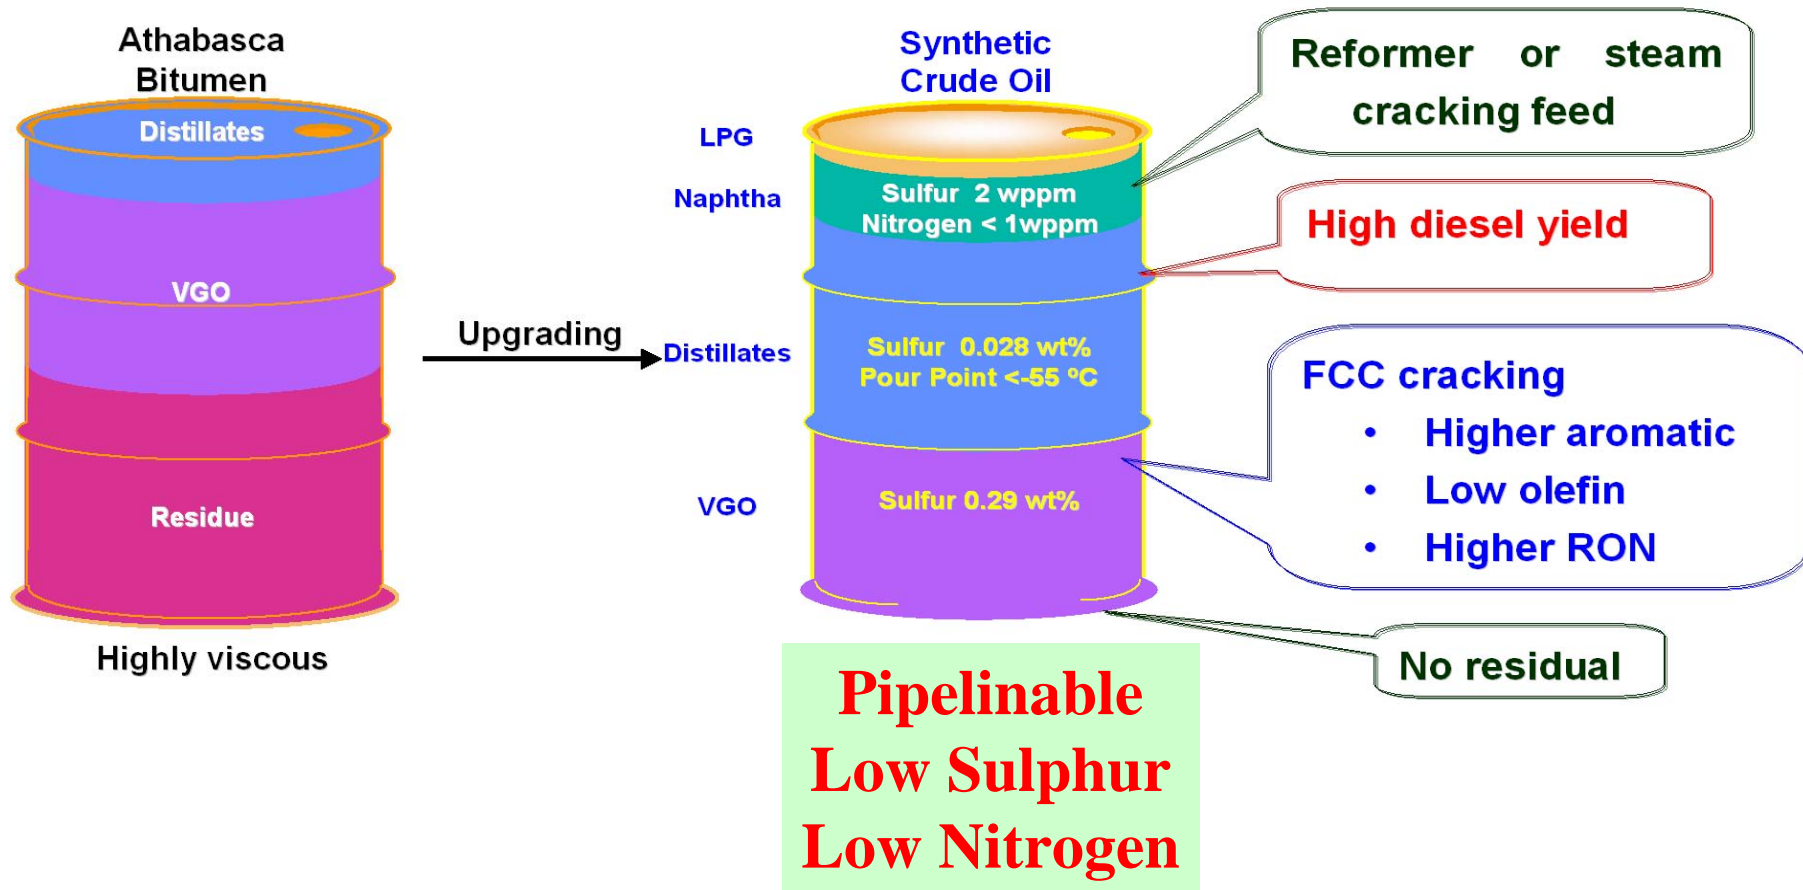 Athabasca
Bitumen
Distillates
VGO
Residue
Highly viscous
Upgrading
Synthetic
Crude Oil
LPG
Naphtha
Distillates
VGO
Sulfur 2 wppm
Nitrogen < 1wppm
Sulfur 0.028 wt%
Pour Point <-55 ºC
Sulfur 0.29 wt%
Reformer or steam
cracking feed
High diesel yield
FCC cracking
• Higher aromatic
• Low olefin
• Higher RON
No residual
Pipelinable
Low Sulphur
Low Nitrogen